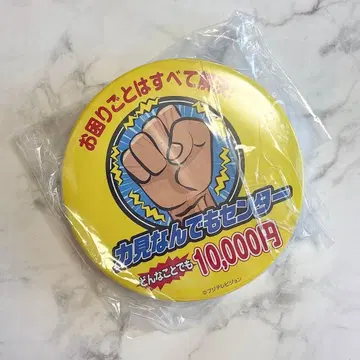 お困りごとはすべて
力見なんでもセンター
どんなことでも10,000円
©フジテレビジョン